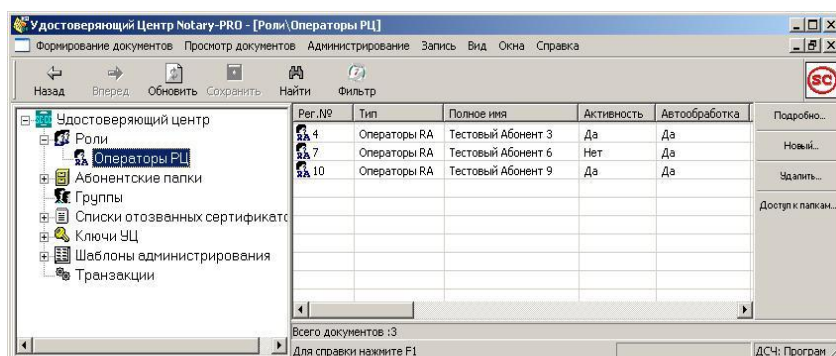 Удостоверяющий Центр Notary-PRO - [Роли\Операторы РЦ]
Формирование документов Просмотр документов Администрирование Запись Вид Окна Справка
Назад Вперед Обновить Сохранить Найти Фильтр
SC
Рег.№ Тип Полное имя Активность Автообработка
4 Операторы RA Тестовый Абонент 3 Да Да
7 Операторы RA Тестовый Абонент 6 Нет Да
10 Операторы RA Тестовый Абонент 9 Да Да
Удостоверяющий центр
Роли
Операторы РЦ
Абонентские папки
Группы
Списки отозванных сертификатс
Ключи УЦ
Шаблоны администрирования
Транзакции
Подробно...
Новый...
Удалить...
Доступ к папкам...
Всего документов :3
Для справки нажмите F1
ДСЧ: Програм